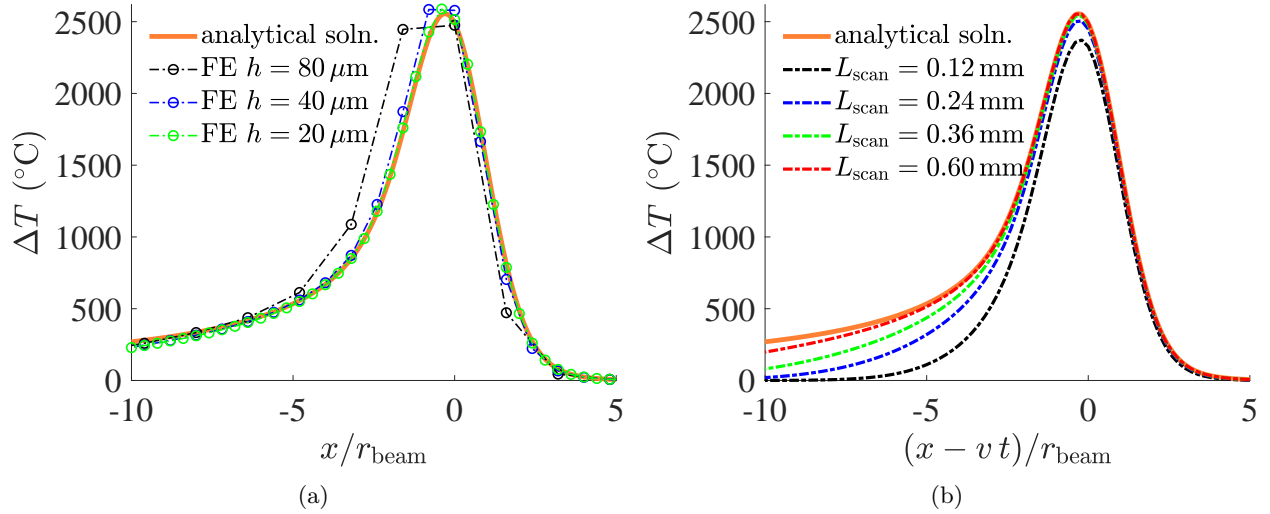 2500
2000
1500
1000
500
0
ΔT (°C)
analytical soln.
FE h = 80 μm
FE h = 40 μm
FE h = 20 μm
-10 -5 0 5
x/r_beam
(a)
2500
2000
1500
1000
500
0
ΔT (°C)
analytical soln.
L_scan = 0.12 mm
L_scan = 0.24 mm
L_scan = 0.36 mm
L_scan = 0.60 mm
-10 -5 0 5
(x − v t)/r_beam
(b)